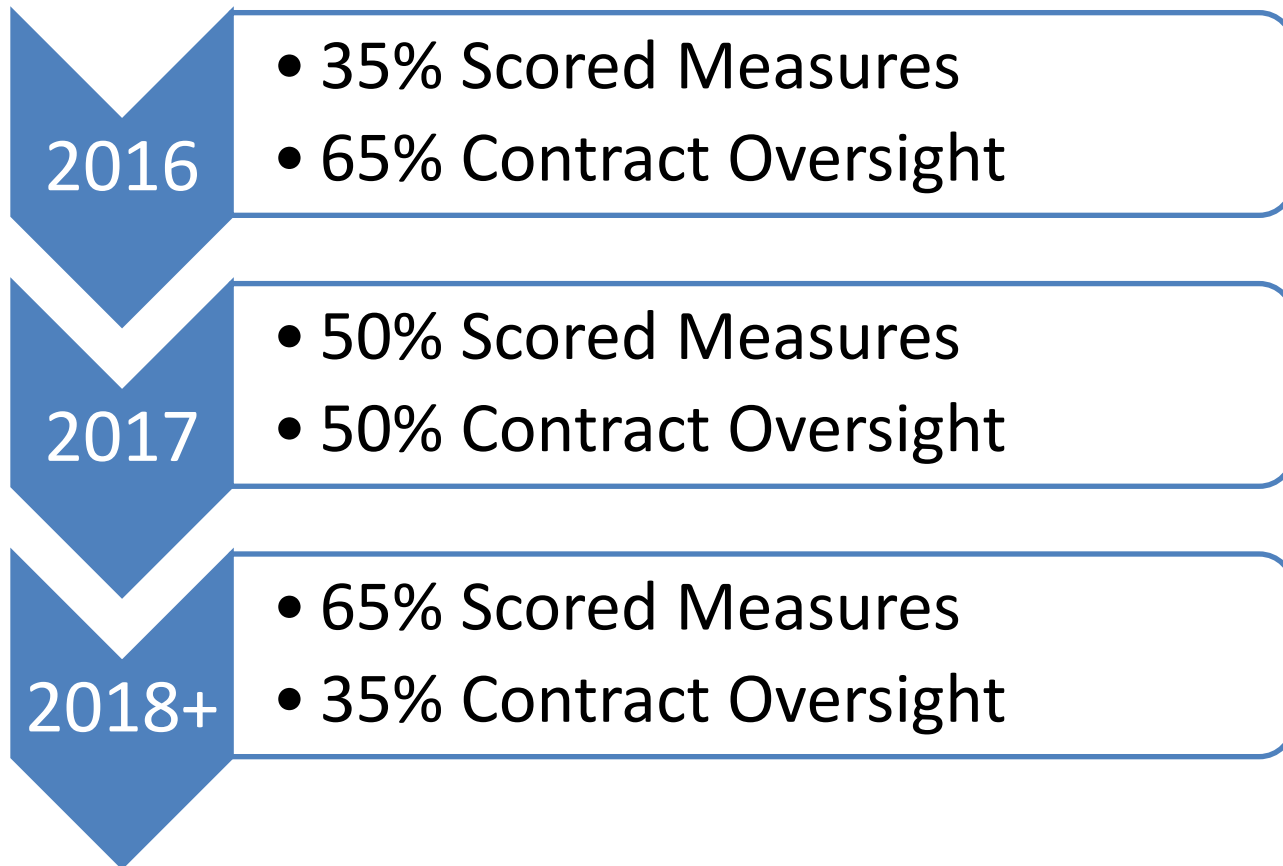 2016
• 35% Scored Measures
• 65% Contract Oversight
2017
• 50% Scored Measures
• 50% Contract Oversight
2018+
• 65% Scored Measures
• 35% Contract Oversight